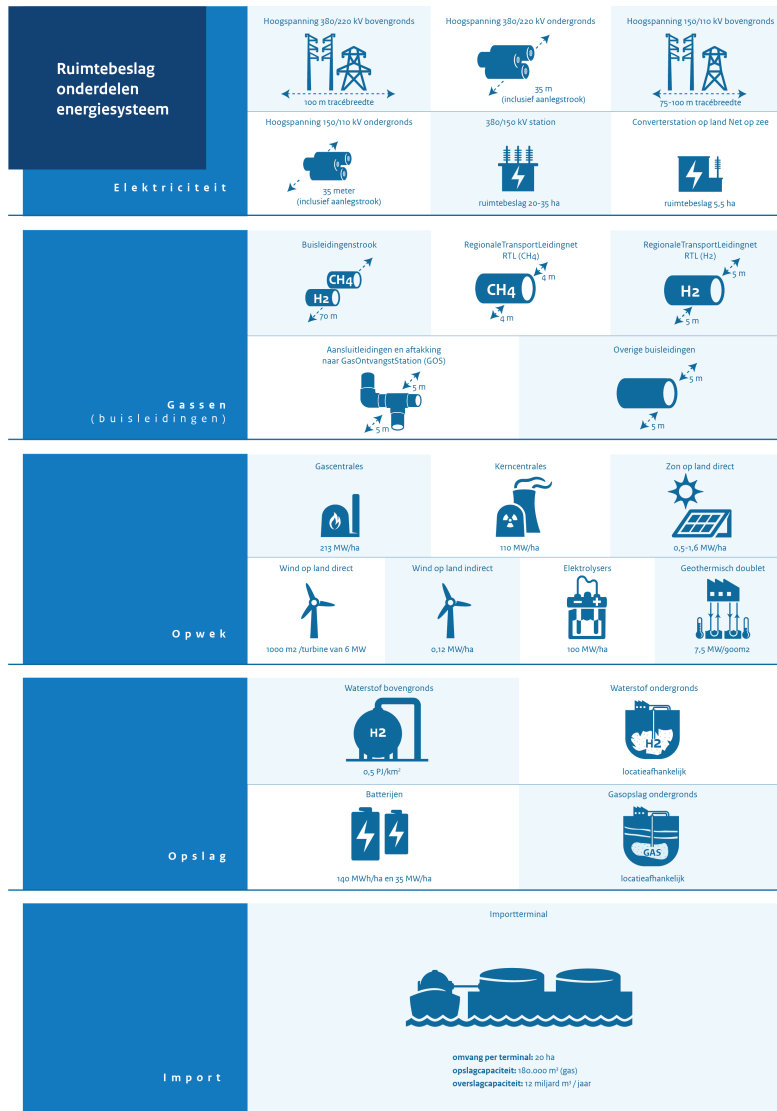 Ruimtebeslag
onderdelen
energiesysteem
Elektriciteit
Hoogspanning 380/220 kV bovengronds
100 m tracébreedte
Hoogspanning 380/220 kV ondergronds
35 m
(inclusief aanlegstrook)
Hoogspanning 150/110 kV bovengronds
75-100 m tracébreedte
Hoogspanning 150/110 kV ondergronds
35 meter
(inclusief aanlegstrook)
380/150 kV station
ruimtebeslag 20-35 ha
Converterstation op land Net op zee
ruimtebeslag 5,5 ha
Gassen
(buisleidingen)
Buisleidingenstrook
CH4
H2
70 m
RegionaleTransportLeidingnet
RTL (CH4)
4 m
CH4
4 m
RegionaleTransportLeidingnet
RTL (H2)
5 m
H2
5 m
Aansluitleidingen en aftakking
naar GasOntvangstStation (GOS)
5 m
5 m
Overige buisleidingen
5 m
5 m
Opwek
Gascentrales
213 MW/ha
Kerncentrales
110 MW/ha
Zon op land direct
0,5-1,6 MW/ha
Wind op land direct
1000 m2 /turbine van 6 MW
Wind op land indirect
0,12 MW/ha
Elektrolysers
100 MW/ha
Geothermisch doublet
7,5 MW/900m2
Opslag
Waterstof bovengronds
H2
0,5 PJ/km²
Waterstof ondergronds
H2
locatieafhankelijk
Batterijen
140 MWh/ha en 35 MW/ha
Gasopslag ondergronds
GAS
locatieafhankelijk
Import
Importterminal
omvang per terminal: 20 ha
opslagcapaciteit: 180.000 m³ (gas)
overslagcapaciteit: 12 miljard m³ / jaar